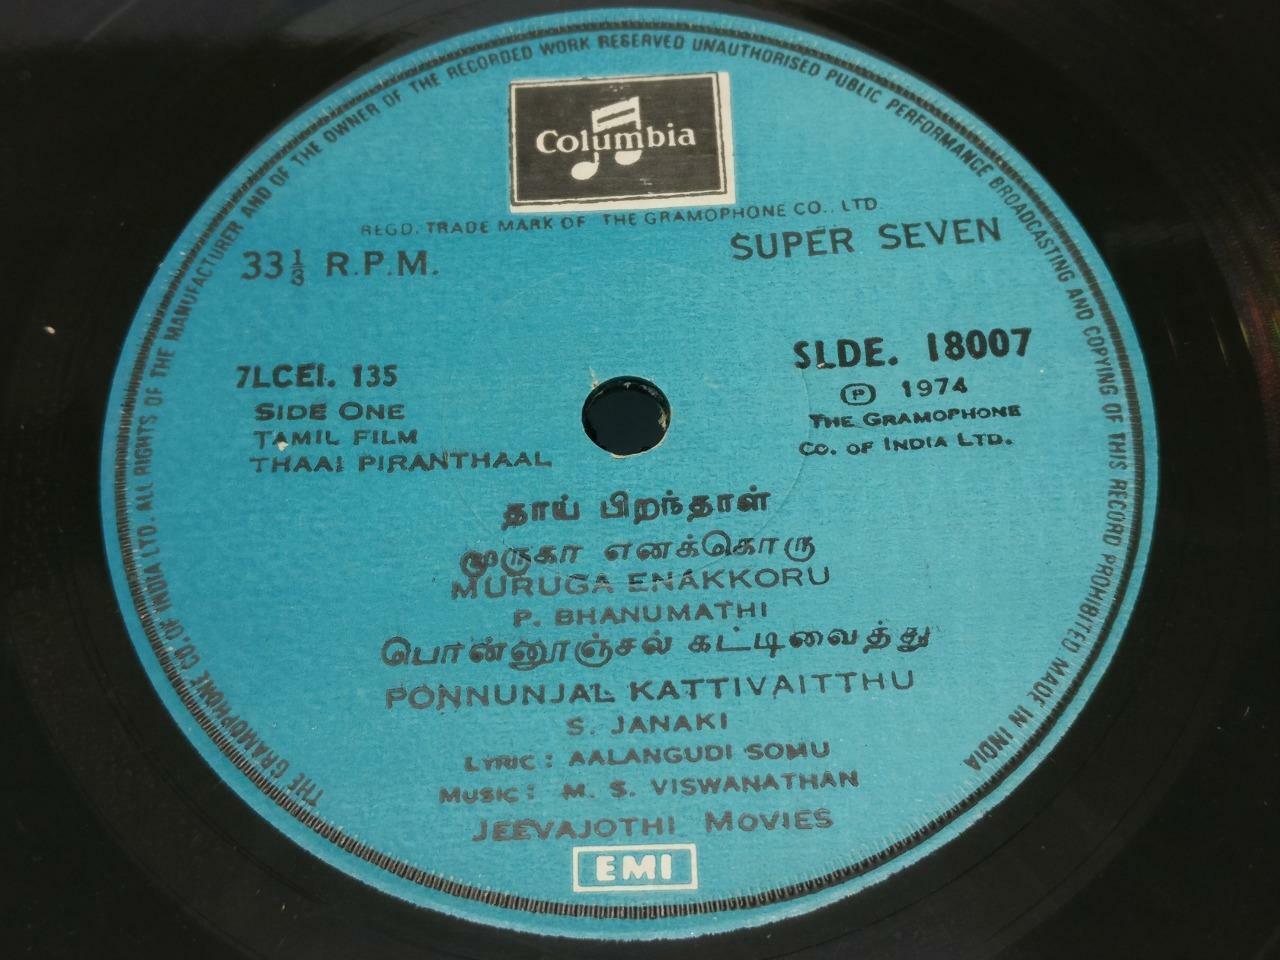 THE GRAMOPHONE CO. OF INDIA LTD. ALL RIGHTS OF THE MANUFACTURER AND OF THE OWNER OF THE RECORDED WORK RESERVED UNAUTHORISED PUBLIC PERFORMANCE BROADCASTING AND COPYING OF THIS RECORD PROHIBITED MADE IN INDIA
Columbia
REGD. TRADE MARK OF THE GRAMOPHONE CO., LTD.
33⅓ R.P.M.
SUPER SEVEN
7LCEI. 135
SIDE ONE
TAMIL FILM
THAAI PIRANTHAAL
SLDE. 18007
Ⓟ 1974
THE GRAMOPHONE
CO. OF INDIA LTD.
தாய் பிறந்தாள்
முருகா எனக்கொரு
MURUGA ENAKKORU
P. BHANUMATHI
பொன்னூஞ்சல் கட்டிவைத்து
PONNUNJAL KATTIVAITTHU
S. JANAKI
LYRIC : AALANGUDI SOMU
MUSIC : M. S. VISWANATHAN
JEEVAJOTHI MOVIES
EMI